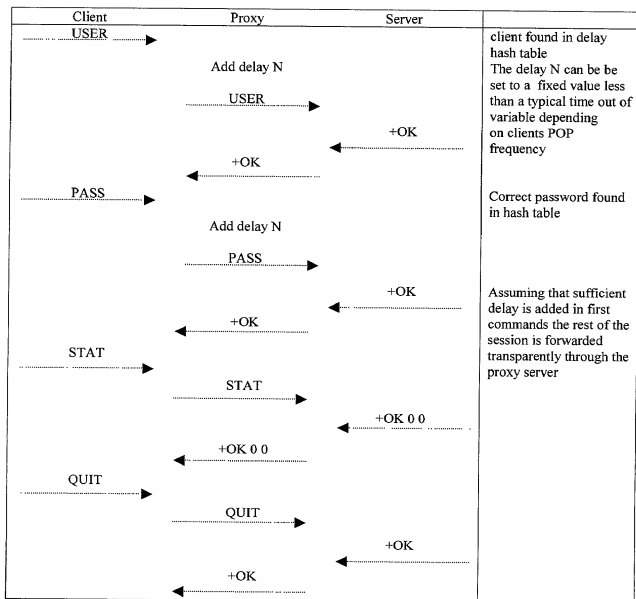 Client Proxy Server
USER
client found in delay
hash table
Add delay N
The delay N can be be
set to a fixed value less
than a typical time out of
variable depending
on clients POP
frequency
USER
+OK
+OK
PASS
Correct password found
in hash table
Add delay N
PASS
+OK
Assuming that sufficient
delay is added in first
commands the rest of the
session is forwarded
transparently through the
proxy server
+OK
STAT
STAT
+OK 0 0
+OK 0 0
QUIT
QUIT
+OK
+OK